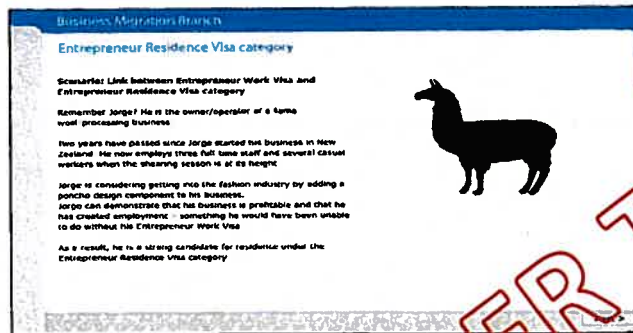 Business Migration Branch
Entrepreneur Residence Visa category
Scenario: Link between Entrepreneur Work Visa and
Entrepreneur Residence Visa category
Remember Jorge? He is the owner/operator of a llama
wool processing business
Two years have passed since Jorge started his business in New
Zealand. He now employs three full time staff and several casual
workers when the shearing season is at its height
Jorge is considering getting into the fashion industry by adding a
poncho design component to his business.
Jorge can demonstrate that his business is profitable and that he
has created employment - something he would have been unable
to do without his Entrepreneur Work Visa
As a result, he is a strong candidate for residence under the
Entrepreneur Residence Visa category
ER T